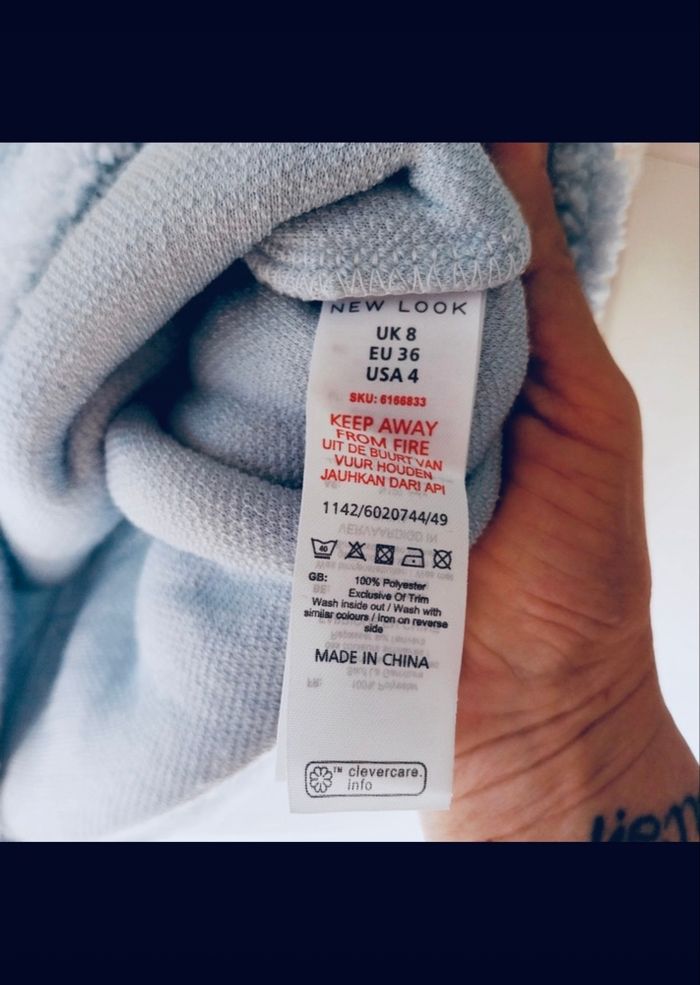 NEW LOOK
UK 8
EU 36
USA 4
SKU: 6166833
KEEP AWAY
FROM FIRE
UIT DE BUURT VAN
VUUR HOUDEN
JAUHKAN DARI API
1142/6020744/49
40
GB: 100% Polyester
Exclusive Of Trim
Wash inside out / Wash with
similar colours / Iron on reverse
side
MADE IN CHINA
TM clevercare.
info